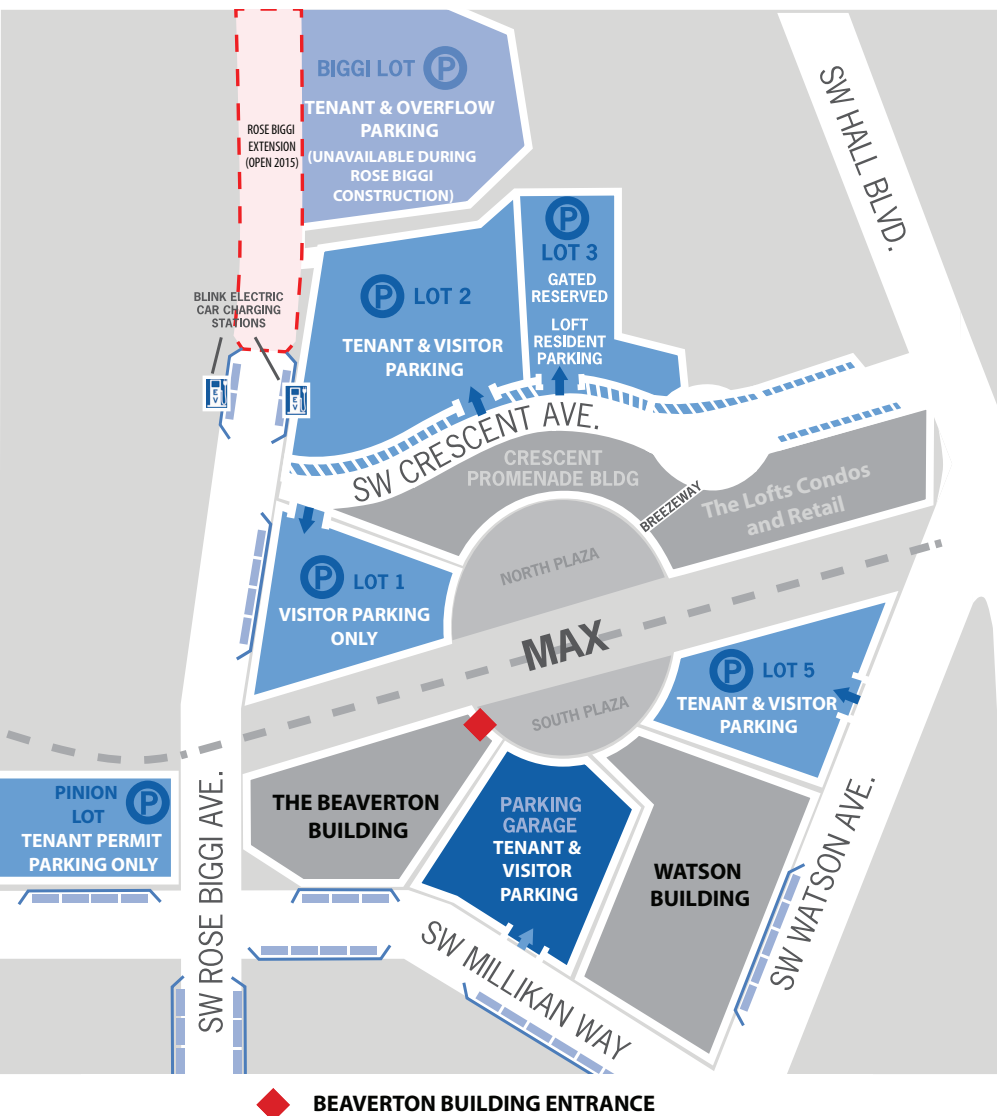 BIGGI LOT P
TENANT & OVERFLOW
PARKING
(UNAVAILABLE DURING
ROSE BIGGI
CONSTRUCTION)
ROSE BIGGI
EXTENSION
(OPEN 2015)
SW HALL BLVD.
P
LOT 3
GATED
RESERVED
LOFT
RESIDENT
PARKING
P LOT 2
TENANT & VISITOR
PARKING
BLINK ELECTRIC
CAR CHARGING
STATIONS
EV
EV
SW CRESCENT AVE.
CRESCENT
PROMENADE BLDG
BREEZEWAY
The Lofts Condos
and Retail
NORTH PLAZA
P LOT 1
VISITOR PARKING
ONLY
MAX
P LOT 5
TENANT & VISITOR
PARKING
SOUTH PLAZA
PINION
LOT P
TENANT PERMIT
PARKING ONLY
SW ROSE BIGGI AVE.
THE BEAVERTON
BUILDING
PARKING
GARAGE
TENANT &
VISITOR
PARKING
WATSON
BUILDING
SW WATSON AVE.
SW MILLIKAN WAY
BEAVERTON BUILDING ENTRANCE